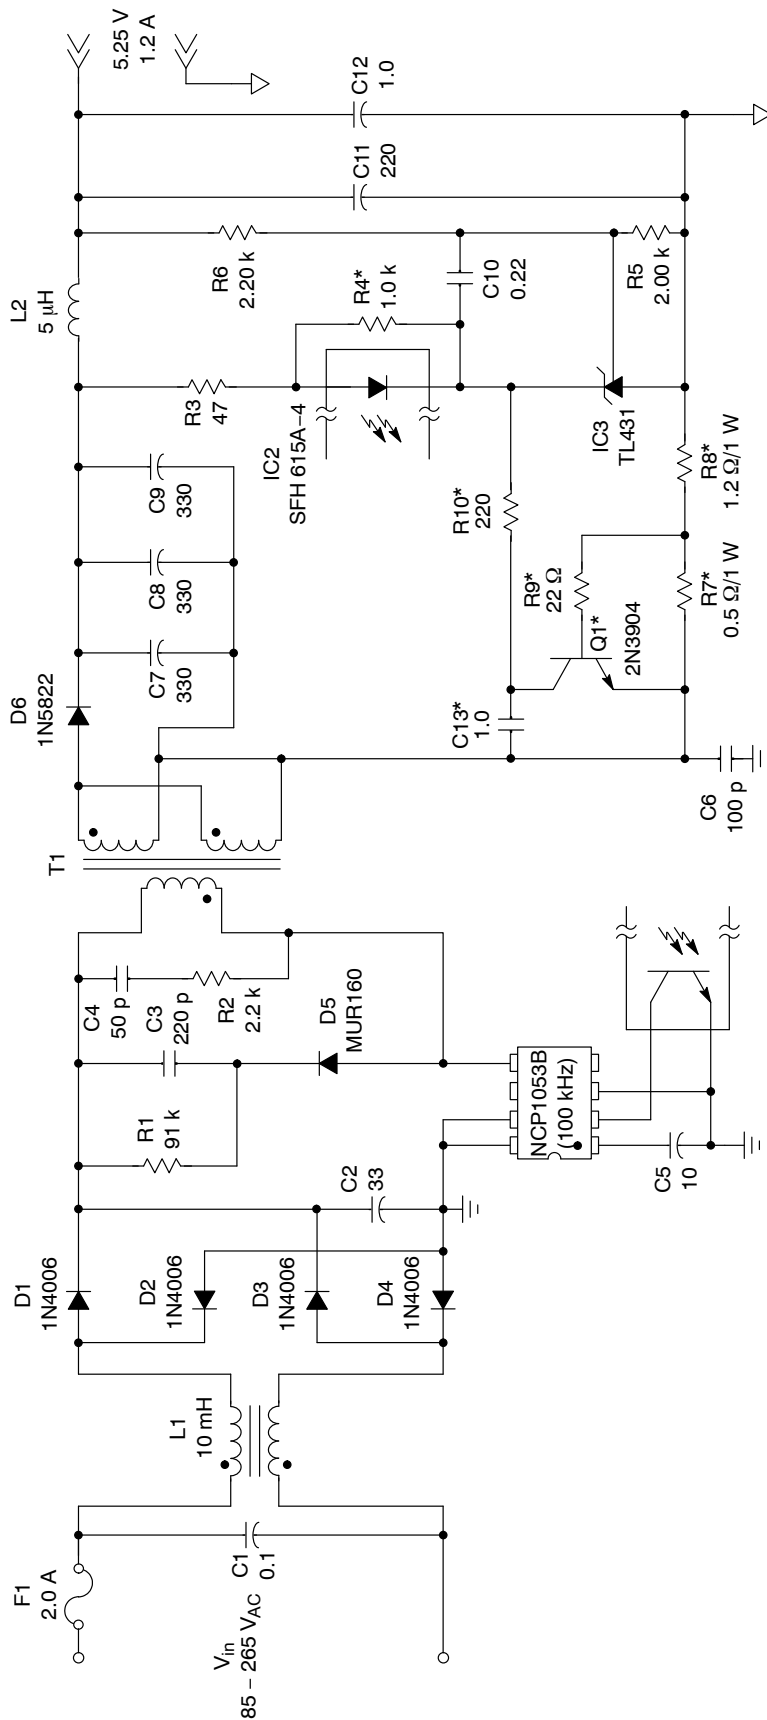 F1
2.0 A
V_in
85 – 265 V_AC
C1
0.1
L1
10 mH
D1
1N4006
D2
1N4006
D3
1N4006
D4
1N4006
C2
33
R1
91 k
C4
50 p
C3
220 p
R2
2.2 k
D5
MUR160
NCP1053B
(100 kHz)
C5
10
T1
D6
1N5822
C7
330
C8
330
C9
330
L2
5 μH
R3
47
IC2
SFH 615A–4
R4*
1.0 k
R6
2.20 k
C10
0.22
C11
220
C12
1.0
5.25 V
1.2 A
R10*
220
C13*
1.0
R9*
22 Ω
Q1*
2N3904
IC3
TL431
R5
2.00 k
R7*
0.5 Ω/1 W
R8*
1.2 Ω/1 W
C6
100 p